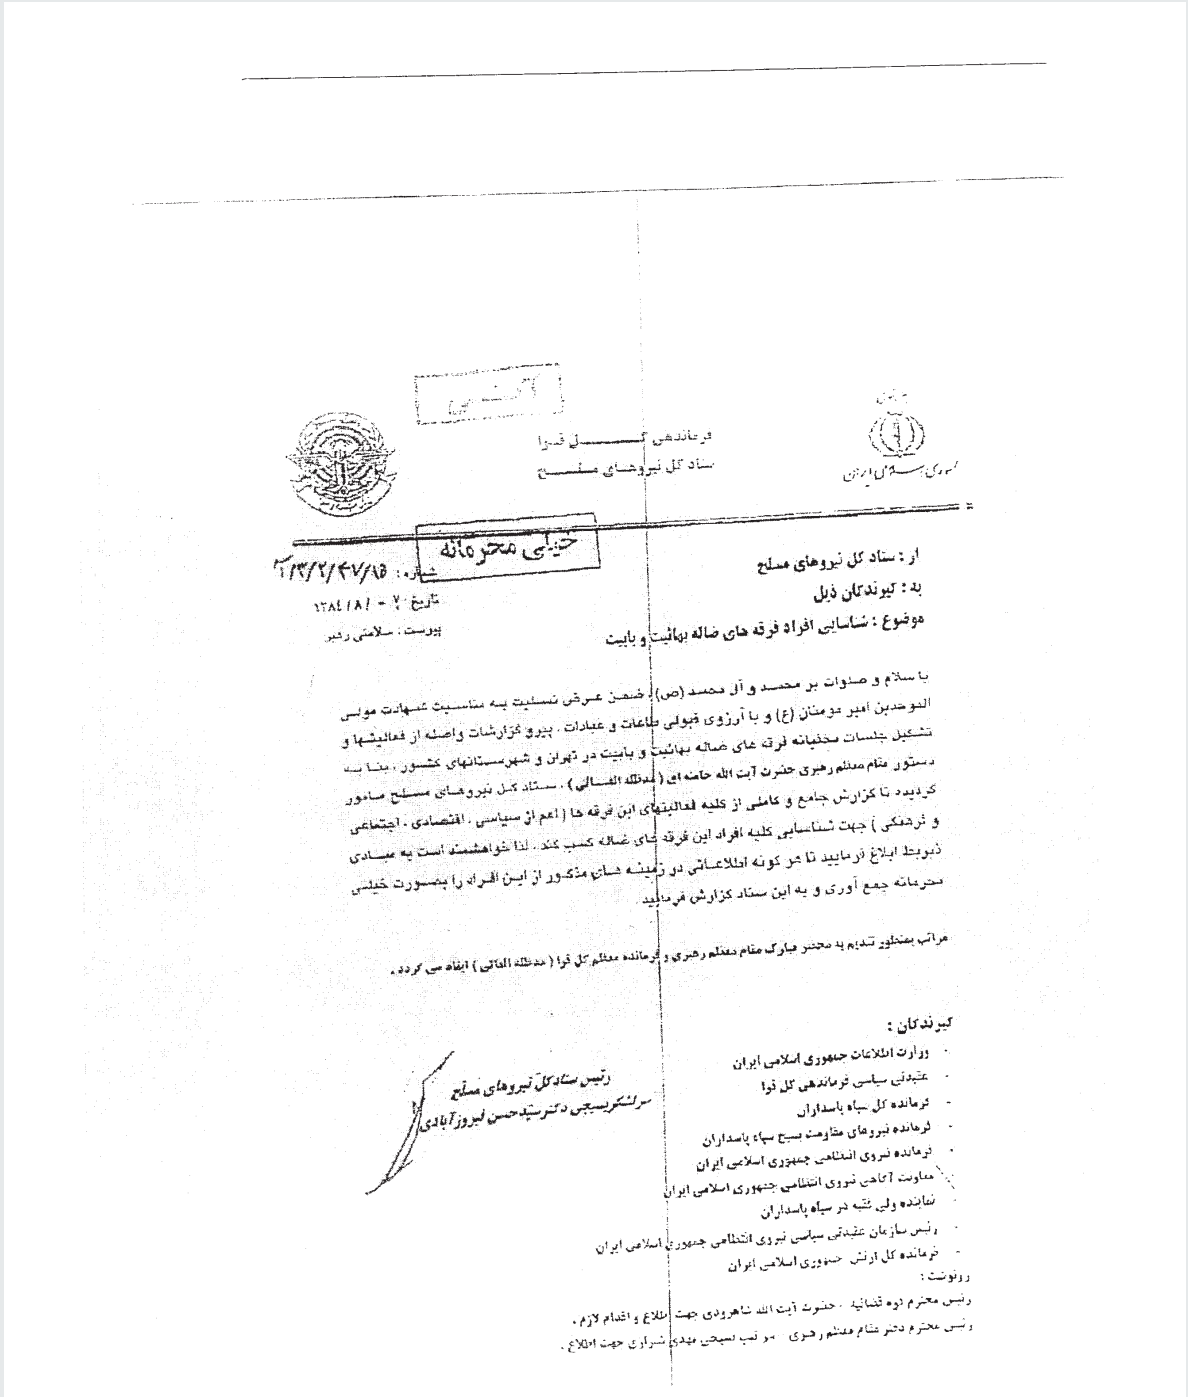 آکشی
فرماندهی کل قوا
ستاد کل نیروهای مسلح
جمهوری اسلامی ایران
خیلی محرمانه
از : ستاد کل نیروهای مسلح
به : گیرندگان ذیل
موضوع : شناسایی افراد فرقه های ضاله بهائیت و بابیت
شماره :
تاریخ : ۷ - /۸/ ۱۳۸٤
پیوست : سلامتی رهبر
با سلام و صلوات بر محمد و آل محمد (ص) ، ضمن عرض تسلیت به مناسبت شهادت مولی
الموحدین امیر مومنان (ع) و با آرزوی قبولی طاعات و عبادات ، پیرو گزارشات واصله از فعالیتها و
تشکیل جلسات مخفیانه فرقه های ضاله بهائیت و بابیت در تهران و شهرستانهای کشور ، بنا به
دستور مقام معظم رهبری حضرت آیت الله خامنه ای ( مدظله العالی ) ، ستاد کل نیروهای مسلح مامور
گردیده تا گزارش جامع و کاملی از کلیه فعالیتهای این فرقه ها ( اعم از سیاسی ، اقتصادی ، اجتماعی
و فرهنگی ) جهت شناسایی کلیه افراد این فرقه های ضاله کسب کند . لذا خواهشمند است به مبادی
ذیربط ابلاغ فرمایید تا هر گونه اطلاعاتی در زمینه های مذکور از این افراد را بصورت خیلی
محرمانه جمع آوری و به این ستاد گزارش فرمایید .
مراتب بمنظور تقدیم به محضر مبارک مقام معظم رهبری و فرمانده معظم کل قوا ( مدظله العالی ) ایفاد می گردد .
گیرندگان :
- وزارت اطلاعات جمهوری اسلامی ایران
- عقیدتی سیاسی فرماندهی کل قوا
- فرمانده کل سپاه پاسداران
- فرمانده نیروهای مقاومت بسیج سپاه پاسداران
- فرمانده نیروی انتظامی جمهوری اسلامی ایران
- معاونت آگاهی نیروی انتظامی جمهوری اسلامی ایران
- نماینده ولی فقیه در سپاه پاسداران
- رئیس سازمان عقیدتی سیاسی نیروی انتظامی جمهوری اسلامی ایران
- فرمانده کل ارتش جمهوری اسلامی ایران
رئیس ستاد کل نیروهای مسلح
سرلشکر بسیجی دکتر سید حسن فیروزآبادی
رونوشت :
رئیس محترم قوه قضائیه - حضرت آیت الله شاهرودی جهت اطلاع و اقدام لازم .
رئیس محترم دفتر مقام معظم رهبری - بسیجی مهدی شیرازی جهت اطلاع .